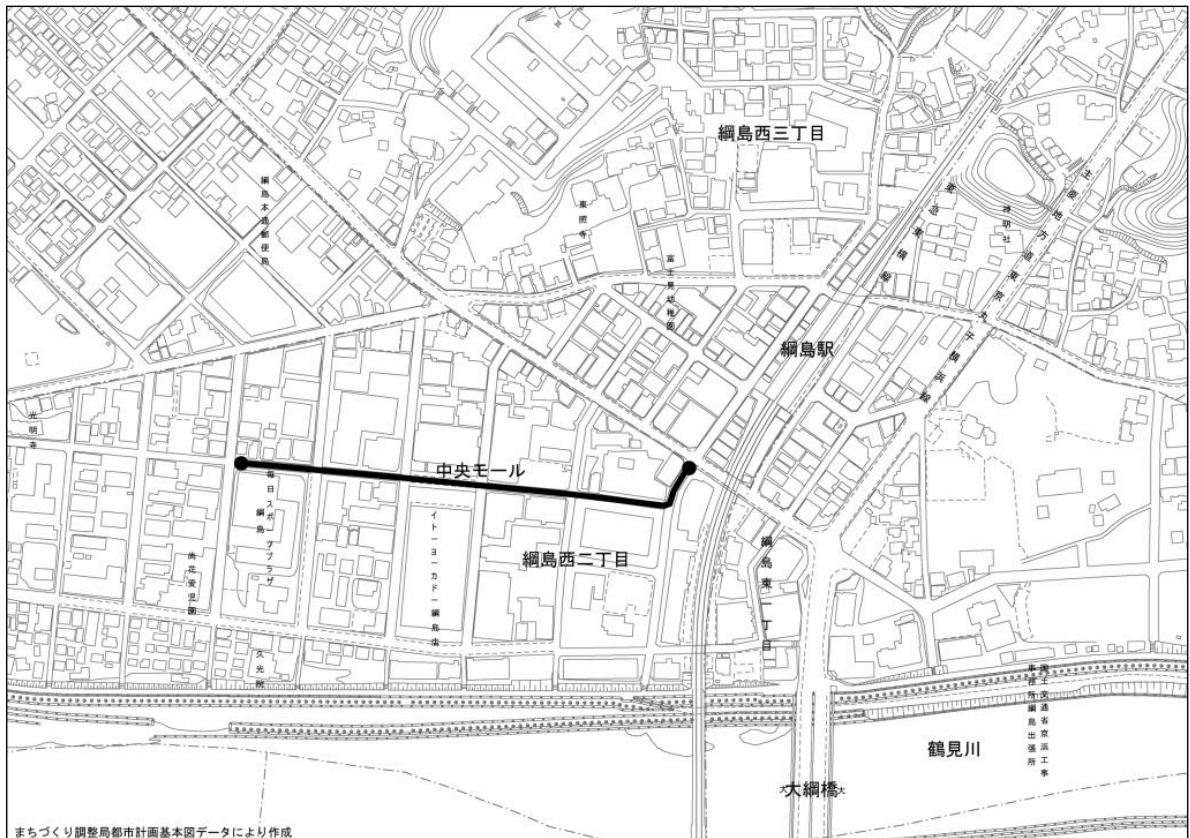 綱島西三丁目
主要地方道東京丸子横浜線
東急東横線
神明社
綱島本通郵便局
東照寺
富士見幼稚園
綱島駅
光明寺
中央モール
毎日スポーツプラザ
綱島
イトーヨーカドー綱島店
綱島西二丁目
綱島東一丁目
尚花愛児園
久光院
国土交通省京浜工事
事務所綱島出張所
鶴見川
大大綱橋大
まちづくり調整局都市計画基本図データにより作成